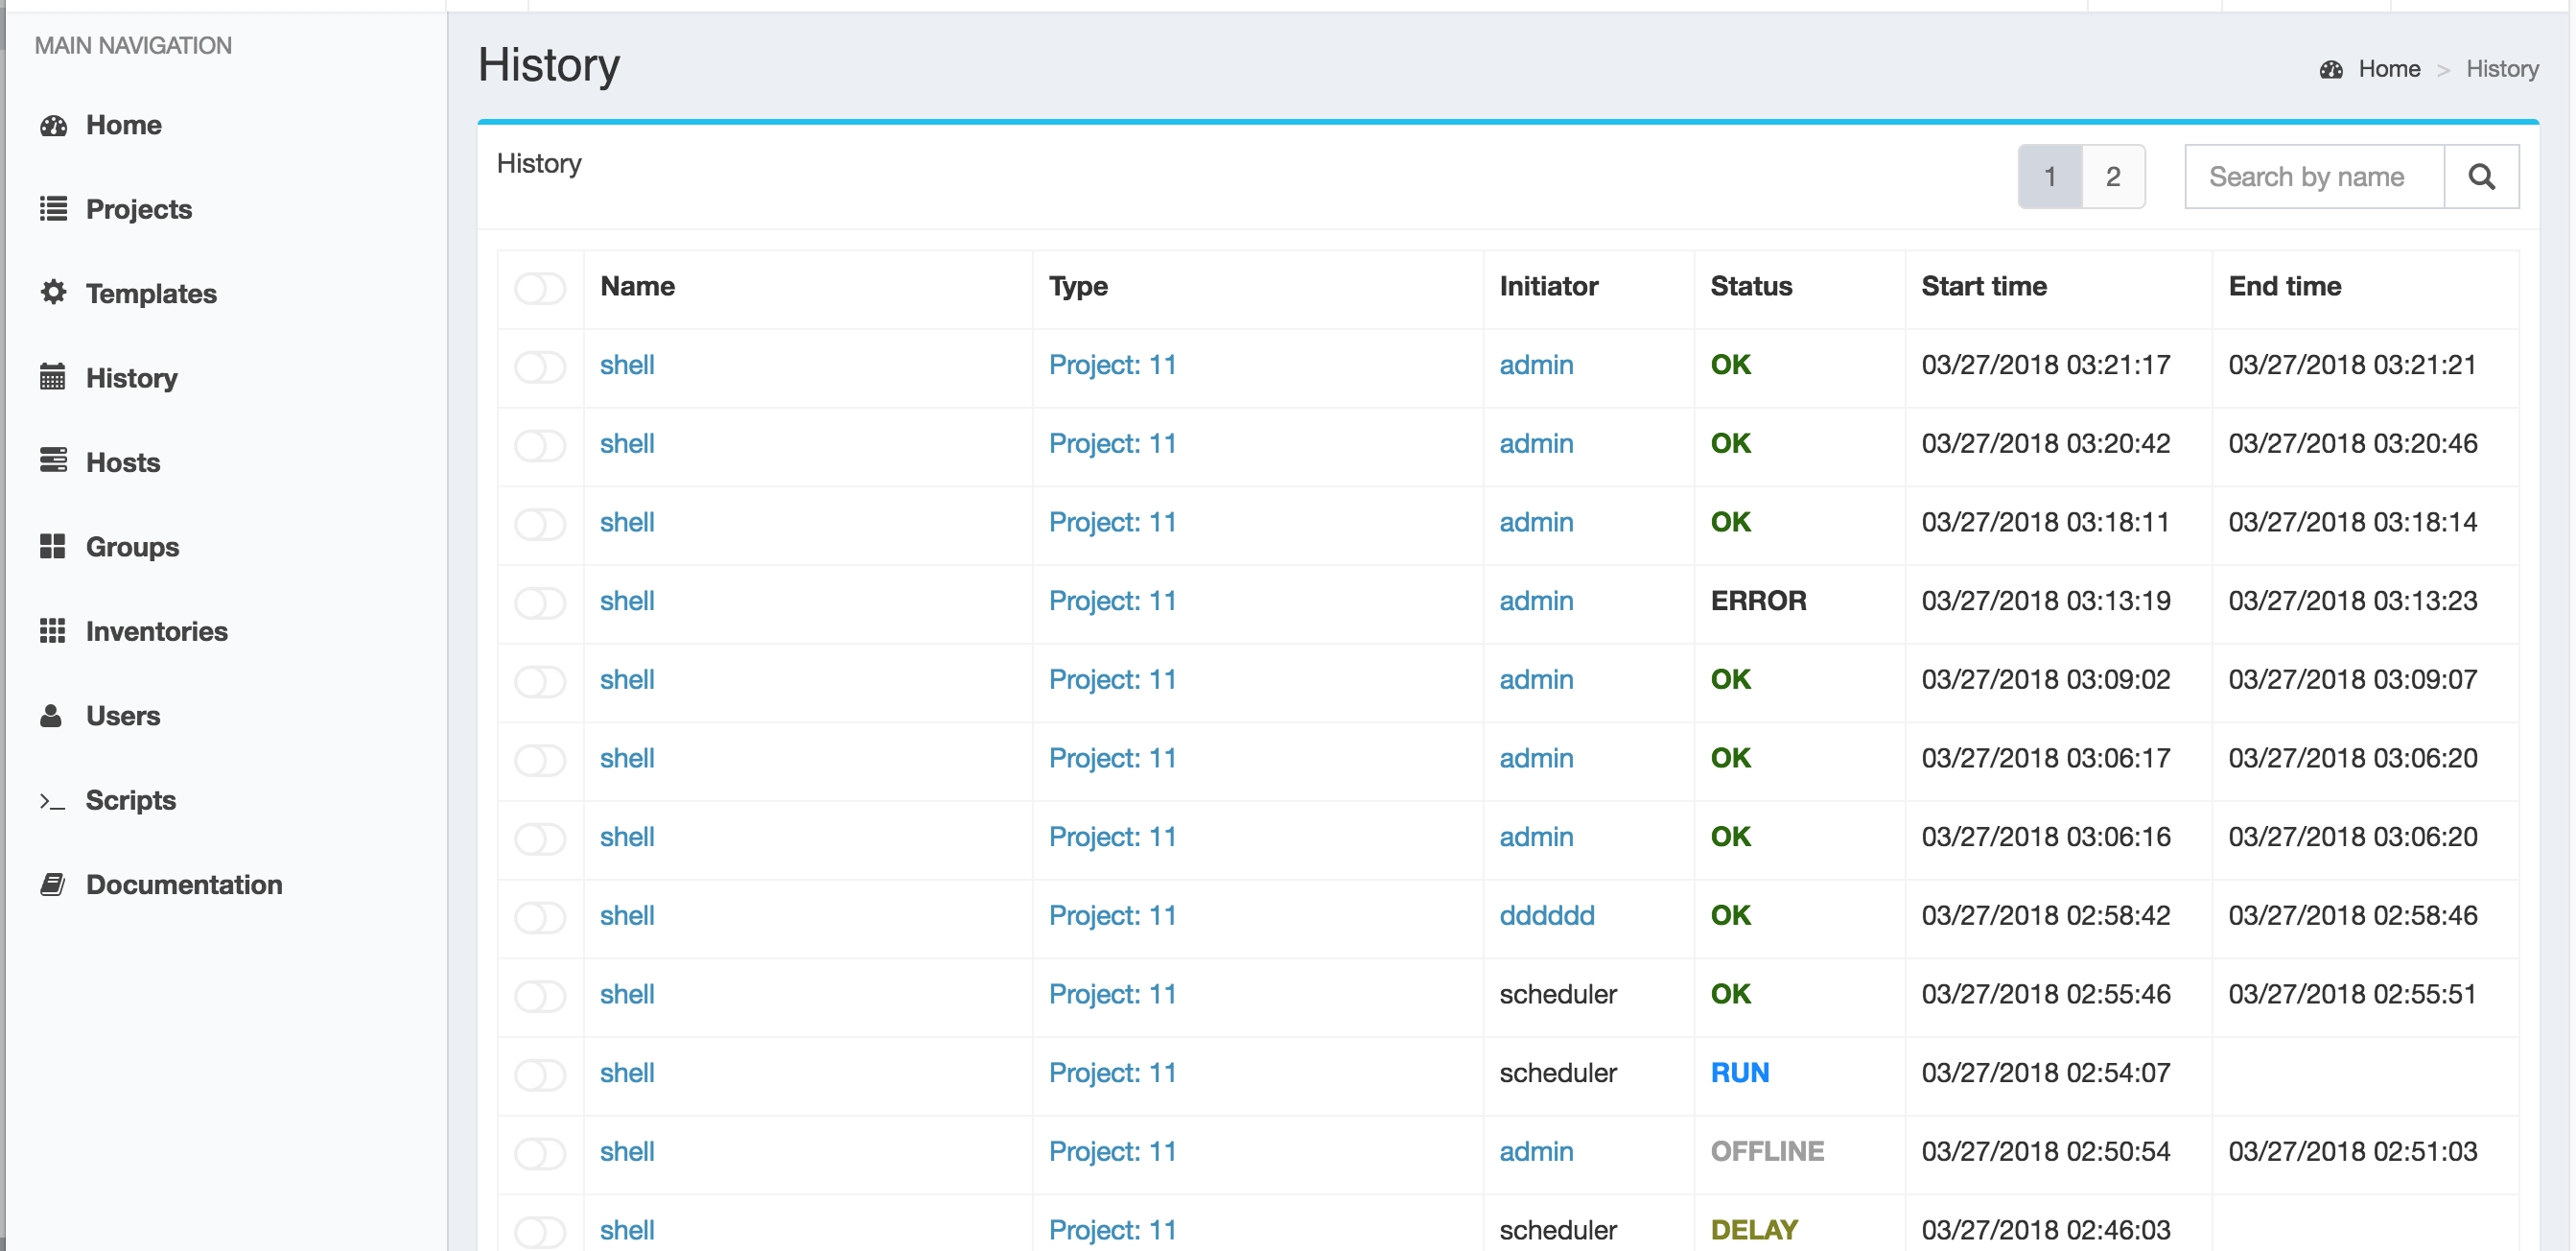 MAIN NAVIGATION
Home
Projects
Templates
History
Hosts
Groups
Inventories
Users
Scripts
Documentation
History
Home > History
History
1 2 Search by name
Name Type Initiator Status Start time End time
shell Project: 11 admin OK 03/27/2018 03:21:17 03/27/2018 03:21:21
shell Project: 11 admin OK 03/27/2018 03:20:42 03/27/2018 03:20:46
shell Project: 11 admin OK 03/27/2018 03:18:11 03/27/2018 03:18:14
shell Project: 11 admin ERROR 03/27/2018 03:13:19 03/27/2018 03:13:23
shell Project: 11 admin OK 03/27/2018 03:09:02 03/27/2018 03:09:07
shell Project: 11 admin OK 03/27/2018 03:06:17 03/27/2018 03:06:20
shell Project: 11 admin OK 03/27/2018 03:06:16 03/27/2018 03:06:20
shell Project: 11 dddddd OK 03/27/2018 02:58:42 03/27/2018 02:58:46
shell Project: 11 scheduler OK 03/27/2018 02:55:46 03/27/2018 02:55:51
shell Project: 11 scheduler RUN 03/27/2018 02:54:07
shell Project: 11 admin OFFLINE 03/27/2018 02:50:54 03/27/2018 02:51:03
shell Project: 11 scheduler DELAY 03/27/2018 02:46:03